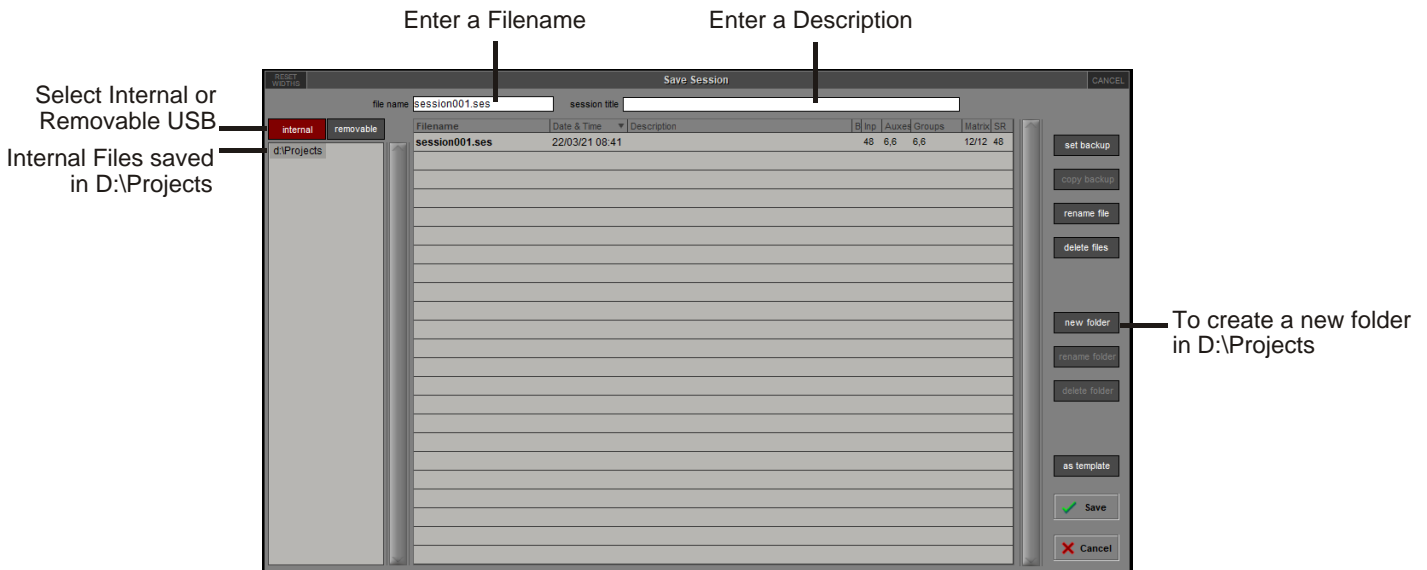 Enter a Filename
Enter a Description
RESET
WIDTHS
Save Session
CANCEL
Select Internal or
Removable USB
file name
session001.ses
session title
internal
removable
Filename
Date & Time
Description
B
Inp
Auxes
Groups
Matrix
SR
Internal Files saved
in D:\Projects
d:\Projects
session001.ses
22/03/21 08:41
48
6,6
6,6
12/12
48
set backup
copy backup
rename file
delete files
new folder
To create a new folder
in D:\Projects
rename folder
delete folder
as template
Save
Cancel